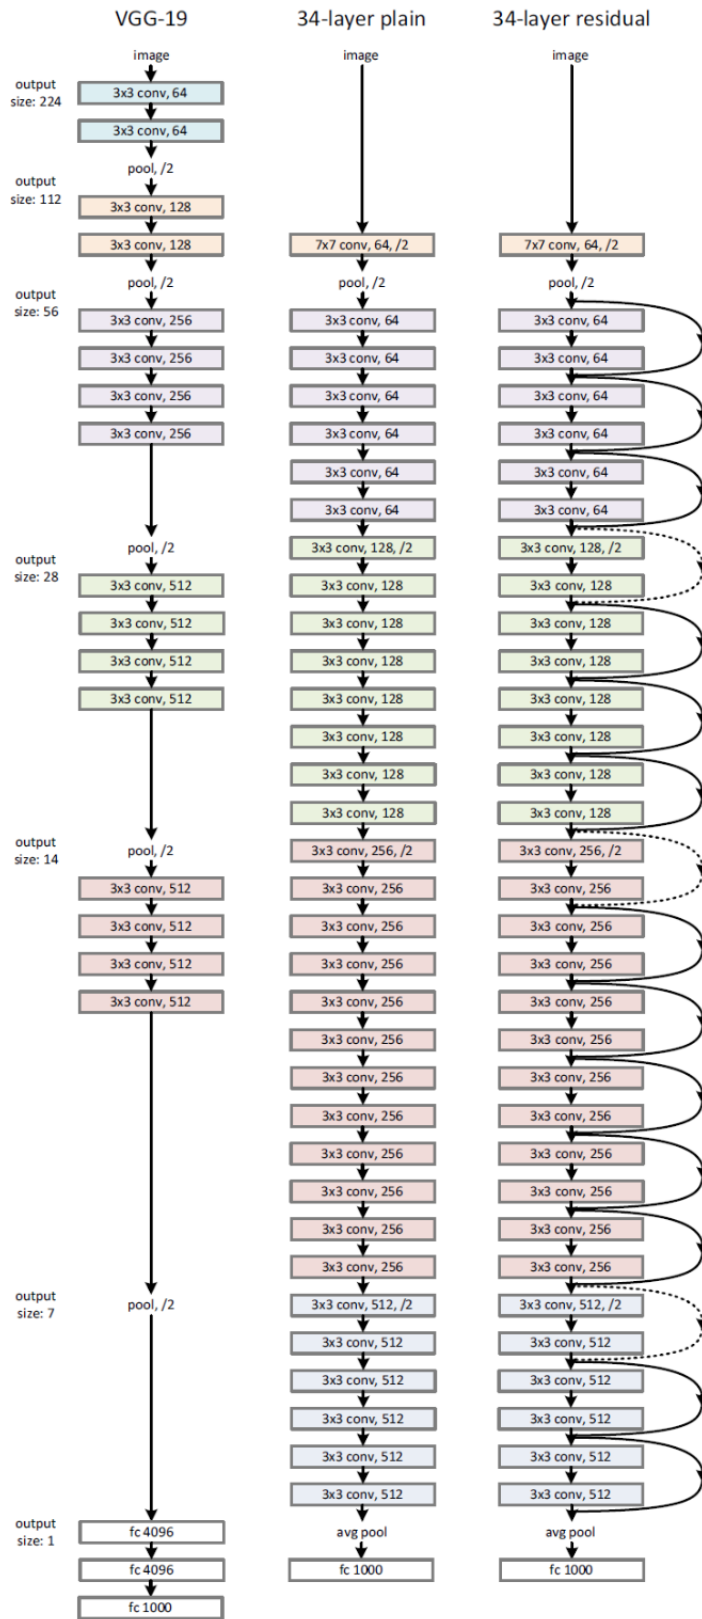 VGG-19
34-layer plain
34-layer residual
image
output
size: 224
3x3 conv, 64
3x3 conv, 64
pool, /2
output
size: 112
3x3 conv, 128
3x3 conv, 128
pool, /2
output
size: 56
3x3 conv, 256
3x3 conv, 256
3x3 conv, 256
3x3 conv, 256
pool, /2
output
size: 28
3x3 conv, 512
3x3 conv, 512
3x3 conv, 512
3x3 conv, 512
pool, /2
output
size: 14
3x3 conv, 512
3x3 conv, 512
3x3 conv, 512
3x3 conv, 512
pool, /2
output
size: 7
output
size: 1
fc 4096
fc 4096
fc 1000
image
7x7 conv, 64, /2
pool, /2
3x3 conv, 64
3x3 conv, 64
3x3 conv, 64
3x3 conv, 64
3x3 conv, 64
3x3 conv, 64
3x3 conv, 128, /2
3x3 conv, 128
3x3 conv, 128
3x3 conv, 128
3x3 conv, 128
3x3 conv, 128
3x3 conv, 128
3x3 conv, 128
3x3 conv, 256, /2
3x3 conv, 256
3x3 conv, 256
3x3 conv, 256
3x3 conv, 256
3x3 conv, 256
3x3 conv, 256
3x3 conv, 256
3x3 conv, 256
3x3 conv, 256
3x3 conv, 256
3x3 conv, 256
3x3 conv, 512, /2
3x3 conv, 512
3x3 conv, 512
3x3 conv, 512
3x3 conv, 512
3x3 conv, 512
avg pool
fc 1000
image
7x7 conv, 64, /2
pool, /2
3x3 conv, 64
3x3 conv, 64
3x3 conv, 64
3x3 conv, 64
3x3 conv, 64
3x3 conv, 64
3x3 conv, 128, /2
3x3 conv, 128
3x3 conv, 128
3x3 conv, 128
3x3 conv, 128
3x3 conv, 128
3x3 conv, 128
3x3 conv, 128
3x3 conv, 256, /2
3x3 conv, 256
3x3 conv, 256
3x3 conv, 256
3x3 conv, 256
3x3 conv, 256
3x3 conv, 256
3x3 conv, 256
3x3 conv, 256
3x3 conv, 256
3x3 conv, 256
3x3 conv, 256
3x3 conv, 512, /2
3x3 conv, 512
3x3 conv, 512
3x3 conv, 512
3x3 conv, 512
3x3 conv, 512
avg pool
fc 1000